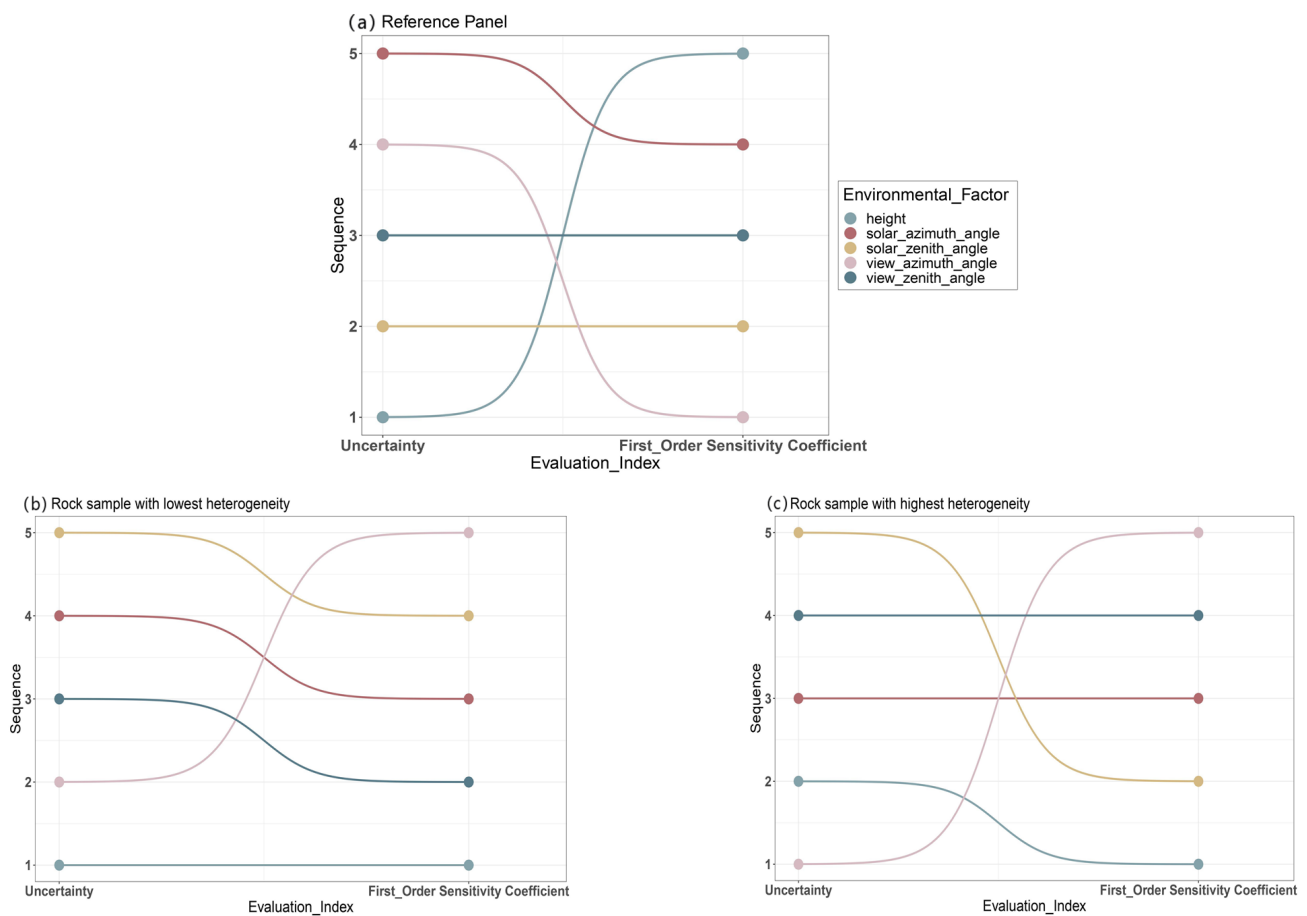 (a) Reference Panel
5
4
3
2
1
Sequence
Uncertainty
First_Order Sensitivity Coefficient
Evaluation_Index
Environmental_Factor
height
solar_azimuth_angle
solar_zenith_angle
view_azimuth_angle
view_zenith_angle
(b) Rock sample with lowest heterogeneity
5
4
3
2
1
Sequence
Uncertainty
First_Order Sensitivity Coefficient
Evaluation_Index
(c) Rock sample with highest heterogeneity
5
4
3
2
1
Sequence
Uncertainty
First_Order Sensitivity Coefficient
Evaluation_Index